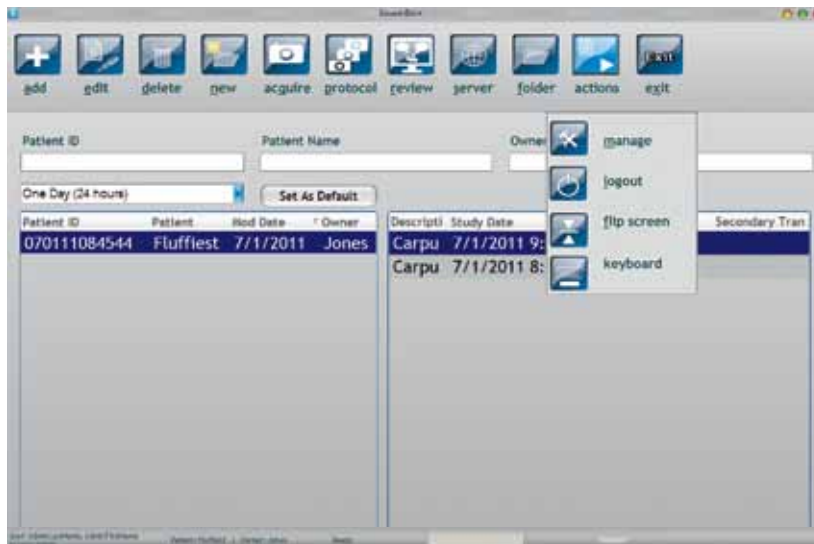 add edit delete new acquire protocol review server folder actions exit
Patient ID Patient Name Owner
manage
logout
flip screen
keyboard
One Day (24 hours) Set As Default
Patient ID Patient Mod Date Owner Descripti Study Date Secondary Tran
070111084544 Fluffiest 7/1/2011 Jones Carpu 7/1/2011 9:
Carpu 7/1/2011 8: